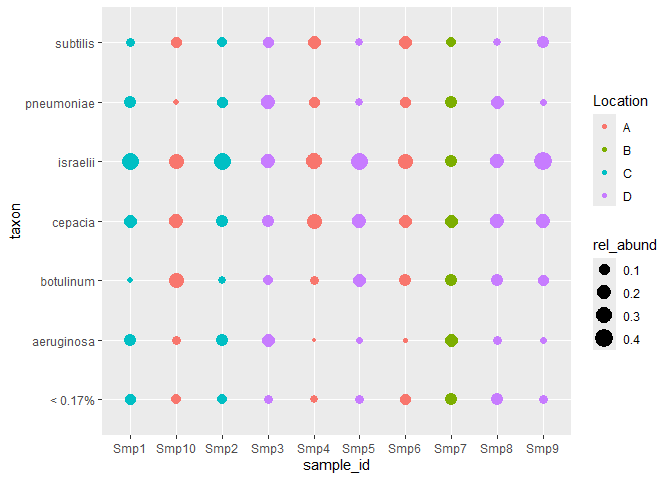 subtilis
pneumoniae
israelii
cepacia
botulinum
aeruginosa
< 0.17%
taxon
Smp1 Smp10 Smp2 Smp3 Smp4 Smp5 Smp6 Smp7 Smp8 Smp9
sample_id
Location
A
B
C
D
rel_abund
0.1
0.2
0.3
0.4